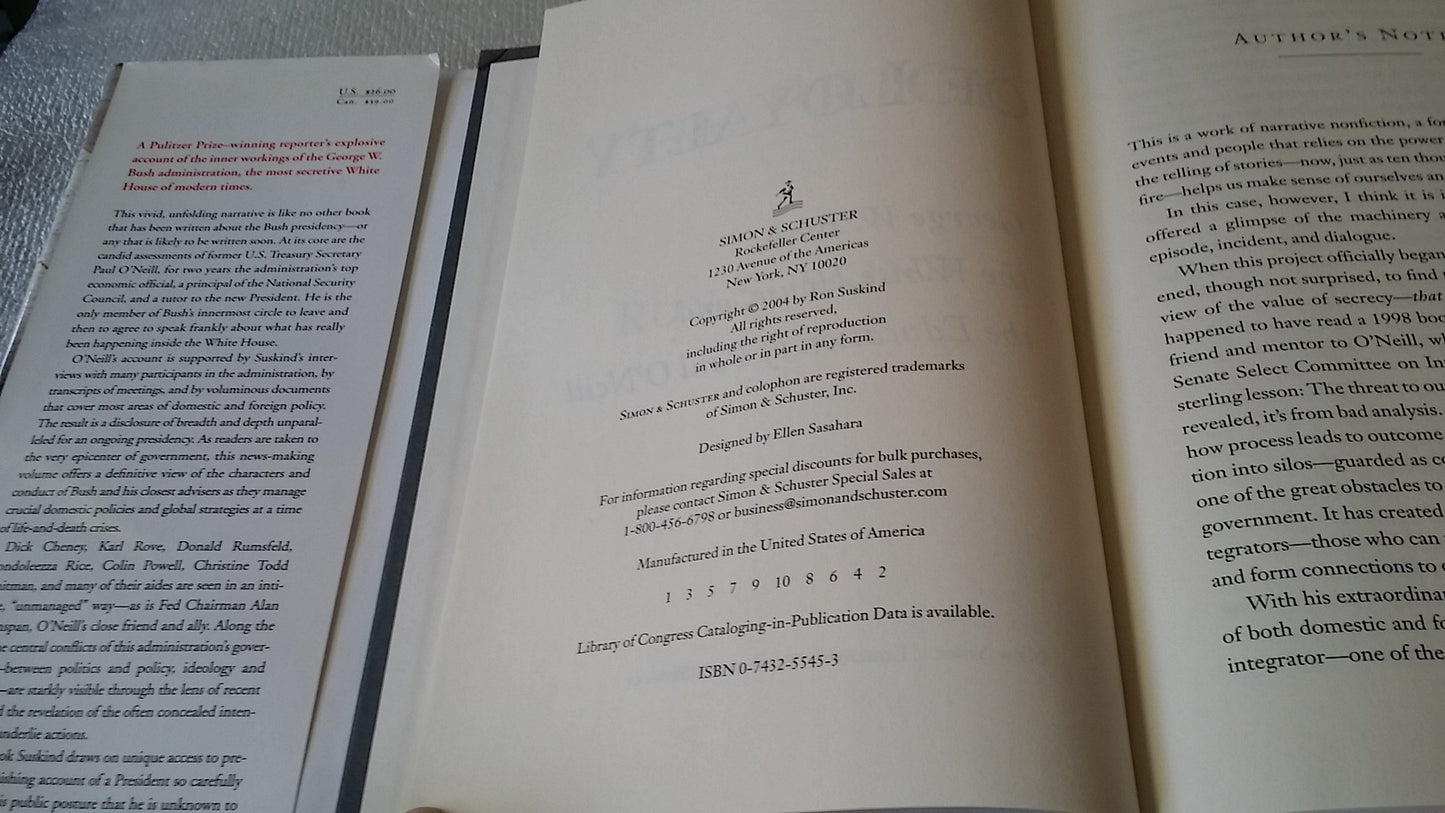 U.S. $26.00
Can. $39.00
A Pulitzer Prize–winning reporter's explosive
account of the inner workings of the George W.
Bush administration, the most secretive White
House of modern times.
This vivid, unfolding narrative is like no other book
that has been written about the Bush presidency—or
any that is likely to be written soon. At its core are the
candid assessments of former U.S. Treasury Secretary
Paul O'Neill, for two years the administration's top
economic official, a principal of the National Security
Council, and a tutor to the new President. He is the
only member of Bush's innermost circle to leave and
then to agree to speak frankly about what has really
been happening inside the White House.
O'Neill's account is supported by Suskind's inter-
views with many participants in the administration, by
transcripts of meetings, and by voluminous documents
that cover most areas of domestic and foreign policy.
The result is a disclosure of breadth and depth unparal-
leled for an ongoing presidency. As readers are taken to
the very epicenter of government, this news-making
volume offers a definitive view of the characters and
conduct of Bush and his closest advisers as they manage
crucial domestic policies and global strategies at a time
of life-and-death crises.
Dick Cheney, Karl Rove, Donald Rumsfeld,
ondoleezza Rice, Colin Powell, Christine Todd
itman, and many of their aides are seen in an inti-
, "unmanaged" way—as is Fed Chairman Alan
nspan, O'Neill's close friend and ally. Along the
e central conflicts of this administration's gover-
—between politics and policy, ideology and
—are starkly visible through the lens of recent
d the revelation of the often concealed inten-
underlie actions.
ok Suskind draws on unique access to pre-
ishing account of a President so carefully
is public posture that he is unknown to
SIMON & SCHUSTER
Rockefeller Center
1230 Avenue of the Americas
New York, NY 10020
Copyright © 2004 by Ron Suskind
All rights reserved,
including the right of reproduction
in whole or in part in any form.
SIMON & SCHUSTER and colophon are registered trademarks
of Simon & Schuster, Inc.
Designed by Ellen Sasahara
For information regarding special discounts for bulk purchases,
please contact Simon & Schuster Special Sales at
1-800-456-6798 or business@simonandschuster.com
Manufactured in the United States of America
1 3 5 7 9 10 8 6 4 2
Library of Congress Cataloging-in-Publication Data is available.
ISBN 0-7432-5545-3
AUTHOR'S NOT
This is a work of narrative nonfiction, a fo
events and people that relies on the power
the telling of stories—now, just as ten thou
fire—helps us make sense of ourselves an
In this case, however, I think it is i
offered a glimpse of the machinery a
episode, incident, and dialogue.
When this project officially began
ened, though not surprised, to find
view of the value of secrecy—that
happened to have read a 1998 boo
friend and mentor to O'Neill, w
Senate Select Committee on In
sterling lesson: The threat to ou
revealed, it's from bad analysis.
how process leads to outcome
tion into silos—guarded as c
one of the great obstacles to
government. It has created
tegrators—those who can
and form connections to
With his extraordina
of both domestic and fo
integrator—one of the